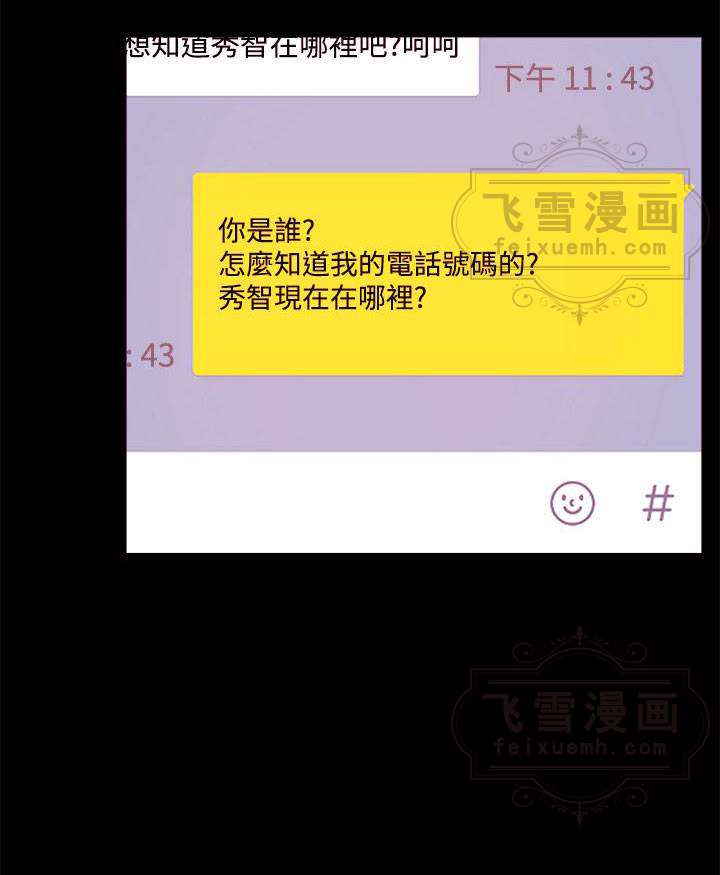 想知道秀智在哪裡吧?呵呵
下午 11 : 43
飞雪漫画
feixuemh.com
你是誰?
怎麼知道我的電話號碼的?
秀智現在在哪裡?
: 43
#
飞雪漫画
feixuemh.com